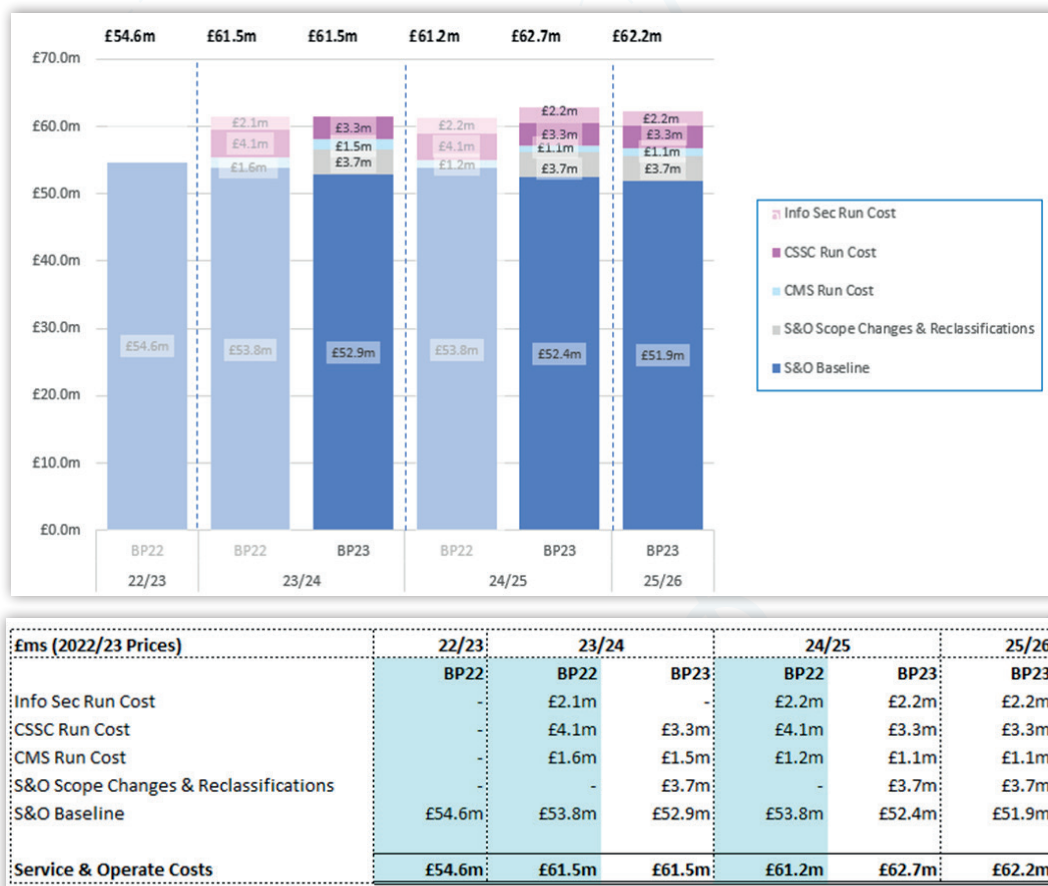 £54.6m £61.5m £61.5m £61.2m £62.7m £62.2m
£70.0m
£60.0m
£50.0m
£40.0m
£30.0m
£20.0m
£10.0m
£0.0m
£54.6m
£2.1m
£4.1m
£1.6m
£53.8m
£3.3m
£1.5m
£3.7m
£52.9m
£2.2m
£4.1m
£1.2m
£53.8m
£2.2m
£3.3m
£1.1m
£3.7m
£52.4m
£2.2m
£3.3m
£1.1m
£3.7m
£51.9m
BP22 BP22 BP23 BP22 BP23 BP23
22/23 23/24 24/25 25/26
Info Sec Run Cost
CSSC Run Cost
CMS Run Cost
S&O Scope Changes & Reclassifications
S&O Baseline
£ms (2022/23 Prices) 22/23 23/24 24/25 25/26
BP22 BP22 BP23 BP22 BP23 BP23
Info Sec Run Cost - £2.1m - £2.2m £2.2m £2.2m
CSSC Run Cost - £4.1m £3.3m £4.1m £3.3m £3.3m
CMS Run Cost - £1.6m £1.5m £1.2m £1.1m £1.1m
S&O Scope Changes & Reclassifications - - £3.7m - £3.7m £3.7m
S&O Baseline £54.6m £53.8m £52.9m £53.8m £52.4m £51.9m
Service & Operate Costs £54.6m £61.5m £61.5m £61.2m £62.7m £62.2m